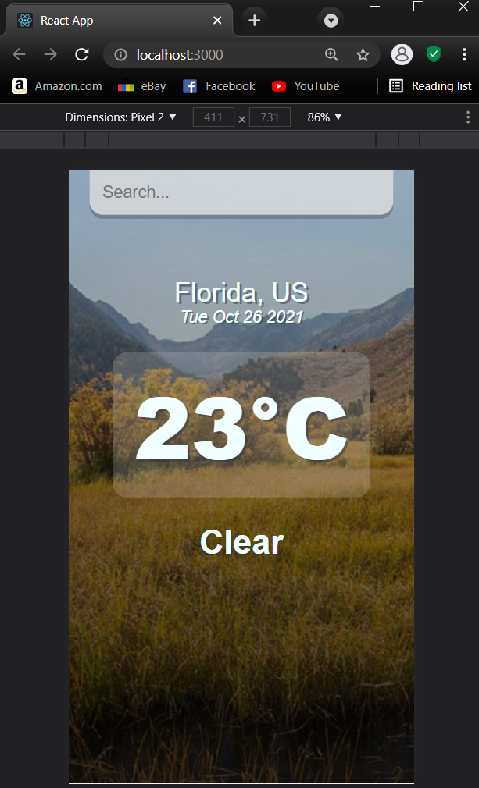 React App
localhost:3000
Amazon.com eBay Facebook YouTube Reading list
Dimensions: Pixel 2 ▼ 411 × 731 86% ▼
Search...
Florida, US
Tue Oct 26 2021
23°C
Clear